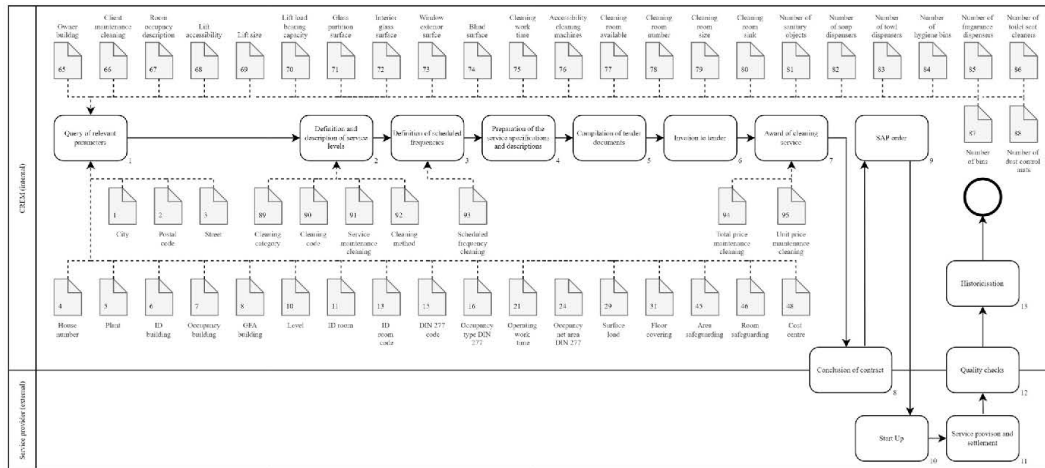 Owner building
Client maintenance cleaning
Room occupancy description
Lift accessibility
Lift size
Lift load bearing capacity
Glass partition surface
Interior glass surface
Window exterior surfce
Blind surface
Cleaning work time
Accessibility cleaning machines
Cleaning room available
Cleaning room number
Cleaning room size
Cleaning room sink
Number of sanitary objects
Number of soap dispensers
Number of towel dispensers
Number of hygiene bins
Number of fragrance dispensers
Number of toilet seat cleaners
65
66
67
68
69
70
71
72
73
74
75
76
77
78
79
80
81
82
83
84
85
86
CREM (internal)
Query of relevant parameters
1
Definition and description of service levels
2
Definition of scheduled frequencies
3
Preparation of the service specifications and descriptions
4
Compilation of tender documents
5
Invation to tender
6
Award of cleaning service
7
SAP order
9
87
Number of bins
88
Number of dust control mats
1
City
2
Postal code
3
Street
89
Cleaning category
90
Cleaning code
91
Service maintenance cleaning
92
Cleaning method
93
Scheduled frequency cleaning
94
Total price maintenance cleaning
95
Unit price maintenance cleaning
4
House number
5
Plant
6
ID building
7
Occupancy building
8
GFA building
10
Level
11
ID room
13
ID room code
15
DIN 277 code
16
Occupancy type DIN 277
21
Operating work time
24
Occupancy net area DIN 277
29
Surface load
31
Floor covering
45
Area safeguarding
46
Room safeguarding
48
Cost centre
Historicisation
13
Conclusion of contract
8
Quality checks
12
Service provider (external)
Start Up
10
Service provison and settlement
11